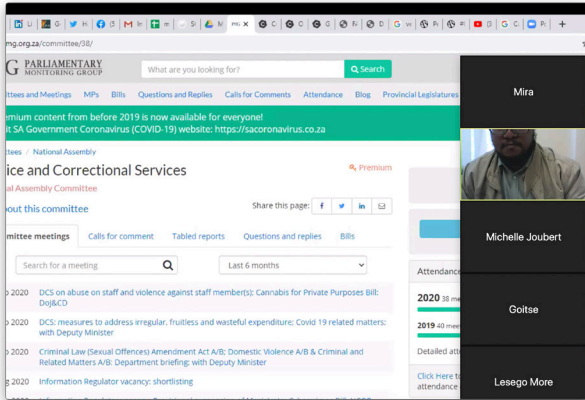 mg.org.za/committee/38/
PARLIAMENTARY
MONITORING GROUP
What are you looking for?
Search
ttees and Meetings MPs Bills Questions and Replies Calls for Comments Attendance Blog Provincial Legislatures
emium content from before 2019 is now available for everyone!
it SA Government Coronavirus (COVID-19) website: https://sacoronavirus.co.za
ttees / National Assembly
ice and Correctional Services
Premium
al Assembly Committee
out this committee
Share this page:
mittee meetings Calls for comment Tabled reports Questions and replies Bills
Search for a meeting
Last 6 months
2020 DCS on abuse on staff and violence against staff member(s); Cannabis for Private Purposes Bill:
DoJ&CD
2020 DCS: measures to address irregular, fruitless and wasteful expenditure; Covid 19 related matters;
with Deputy Minister
2020 Criminal Law (Sexual Offences) Amendment Act A/B; Domestic Violence A/B & Criminal and
Related Matters A/B: Department briefing; with Deputy Minister
2020 Information Regulator vacancy: shortlisting
Attendance
2020 38 me
2019 40 mee
Detailed atte
Click Here to
attendance
Mira
Michelle Joubert
Goitse
Lesego More